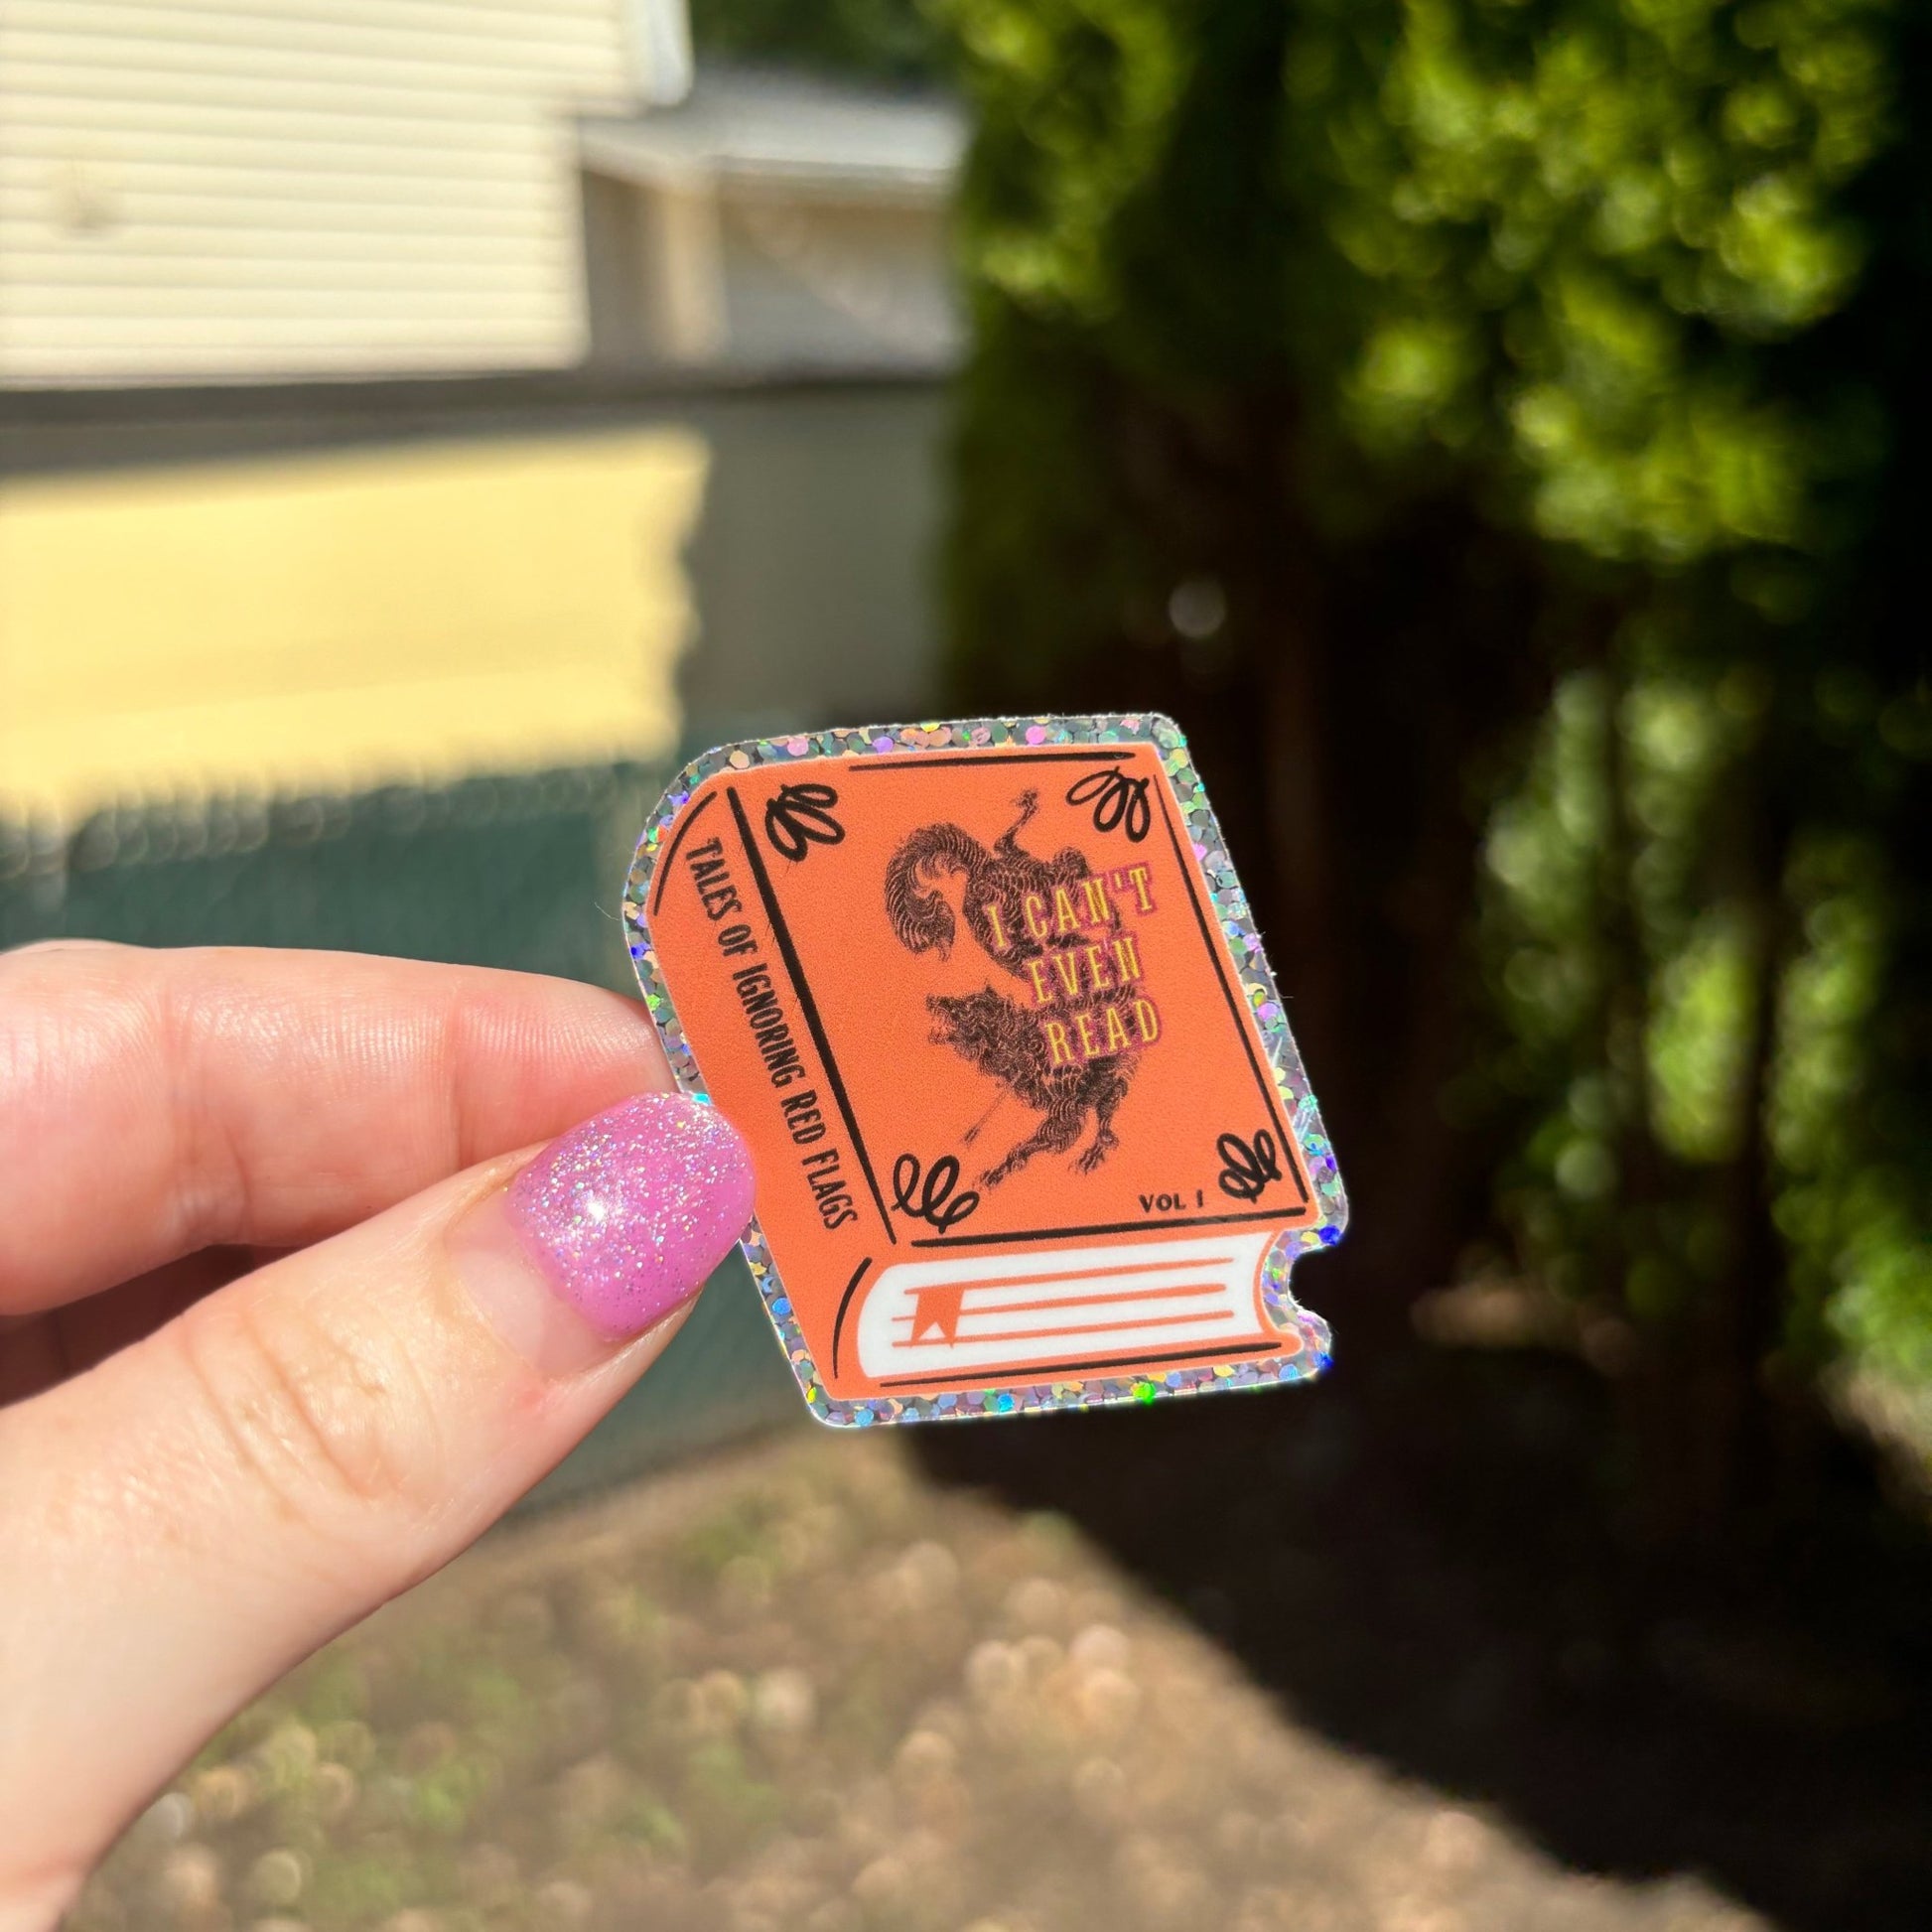 TALES OF IGNORING RED FLAGS
I CAN'T
EVEN
READ
VOL 1